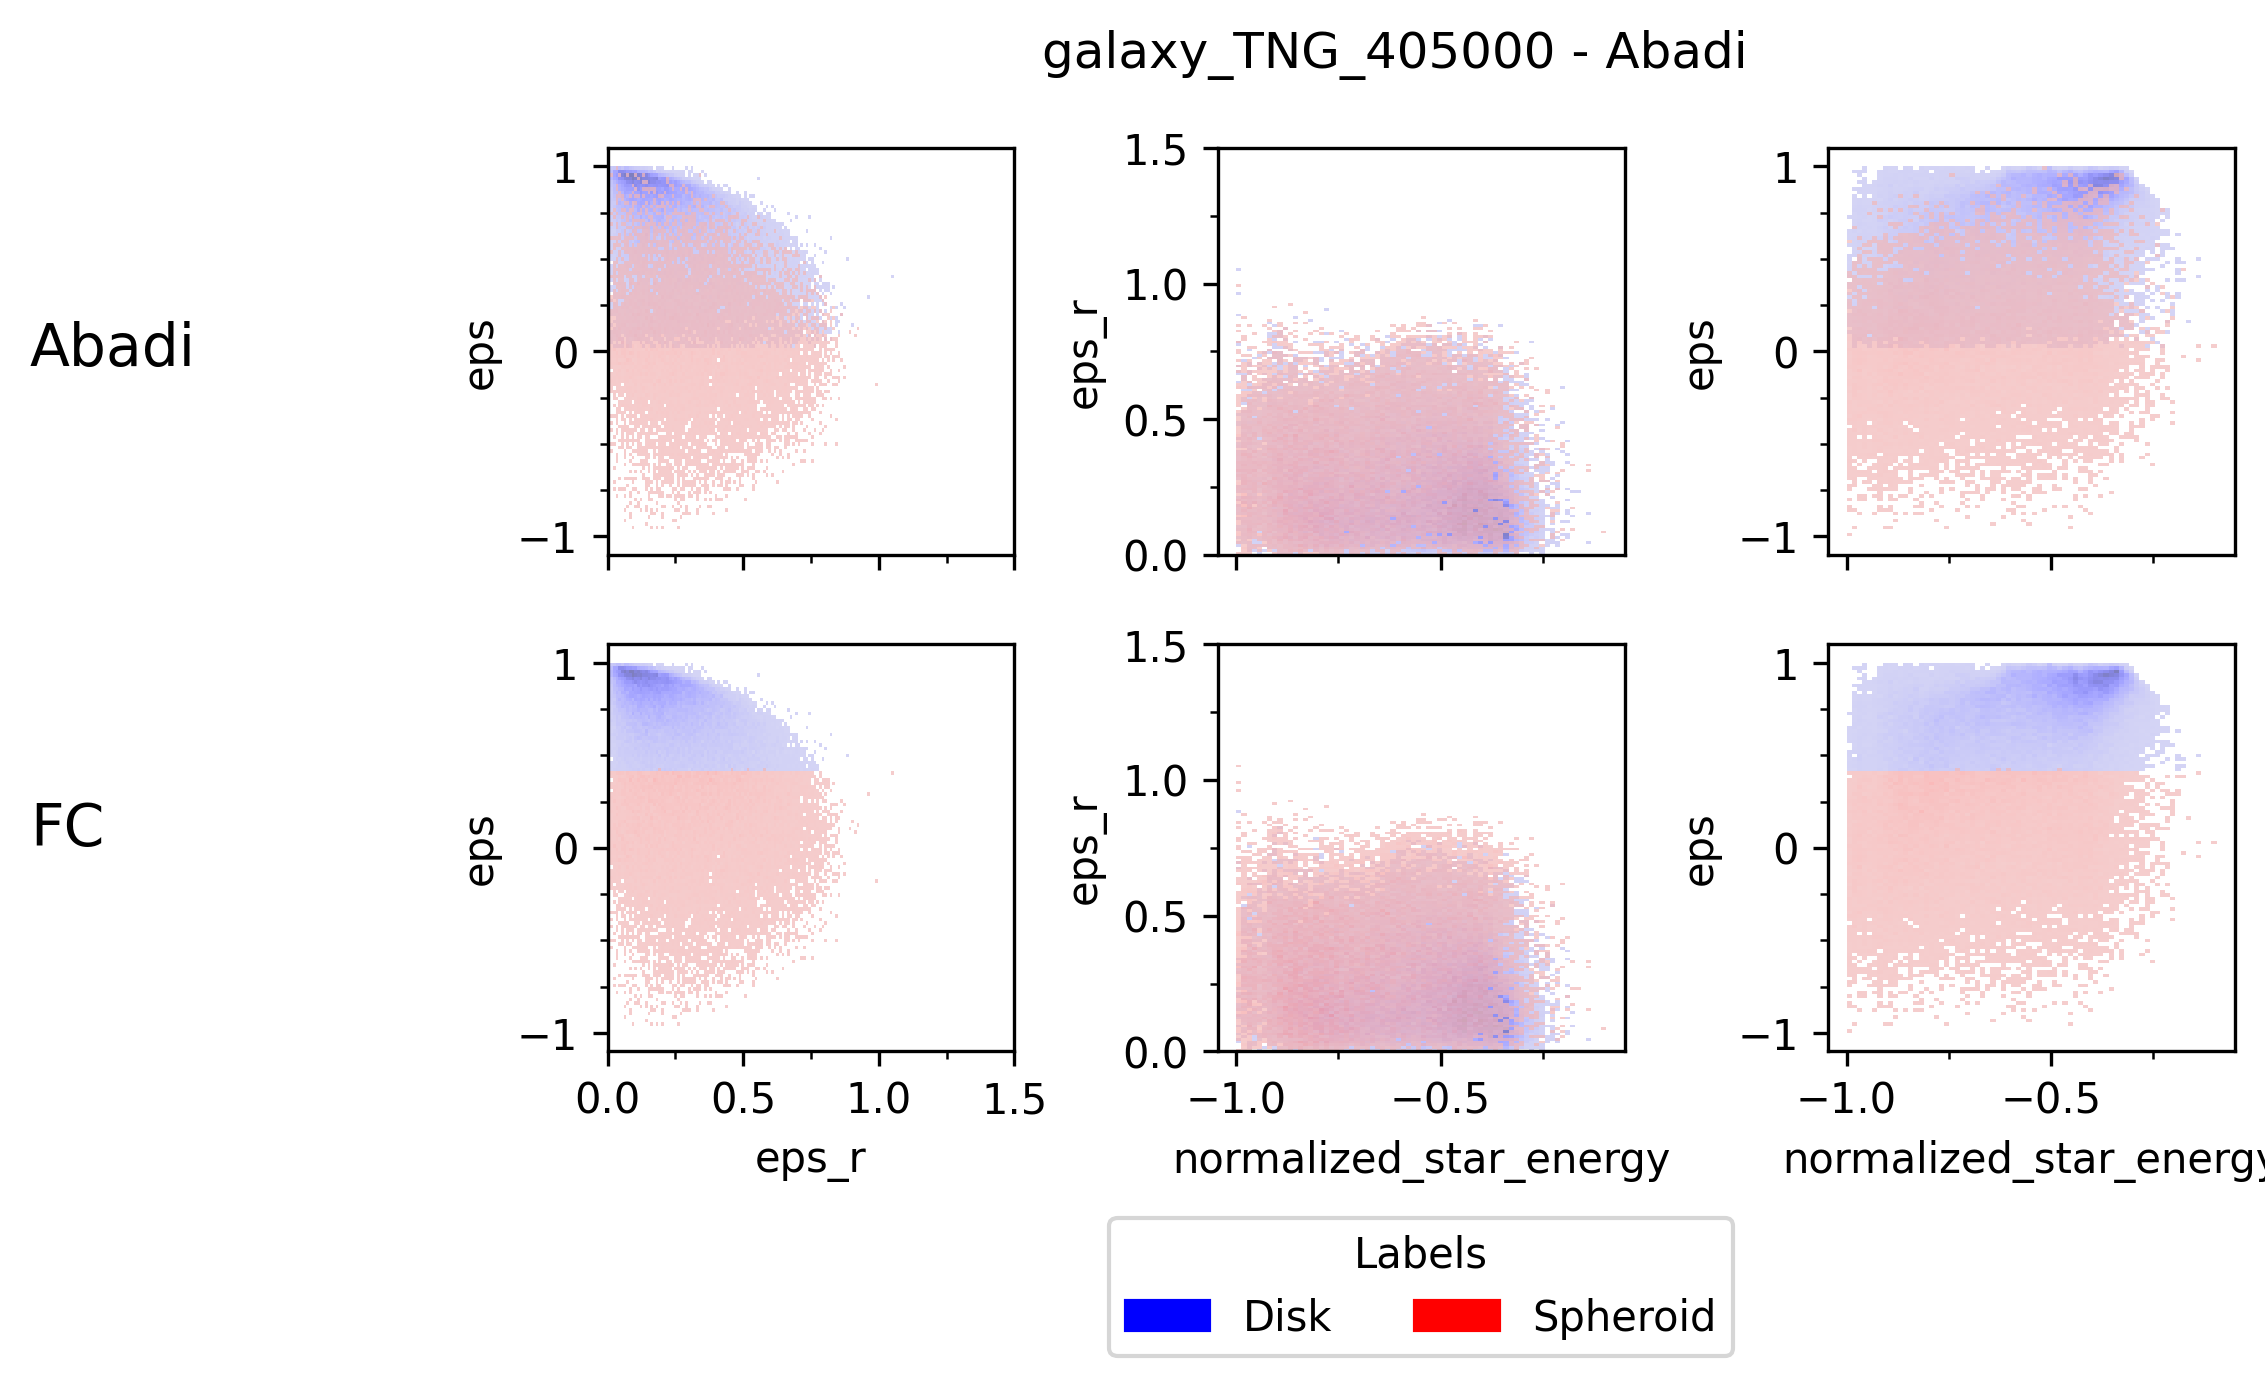 galaxy_TNG_405000 - Abadi
Abadi
1
0
−1
eps
1.5
1.0
0.5
0.0
eps_r
1
0
−1
eps
FC
1
0
−1
eps
0.0 0.5 1.0 1.5
eps_r
1.5
1.0
0.5
0.0
eps_r
−1.0 −0.5
normalized_star_energy
1
0
−1
eps
−1.0 −0.5
normalized_star_energy
Labels
Disk Spheroid